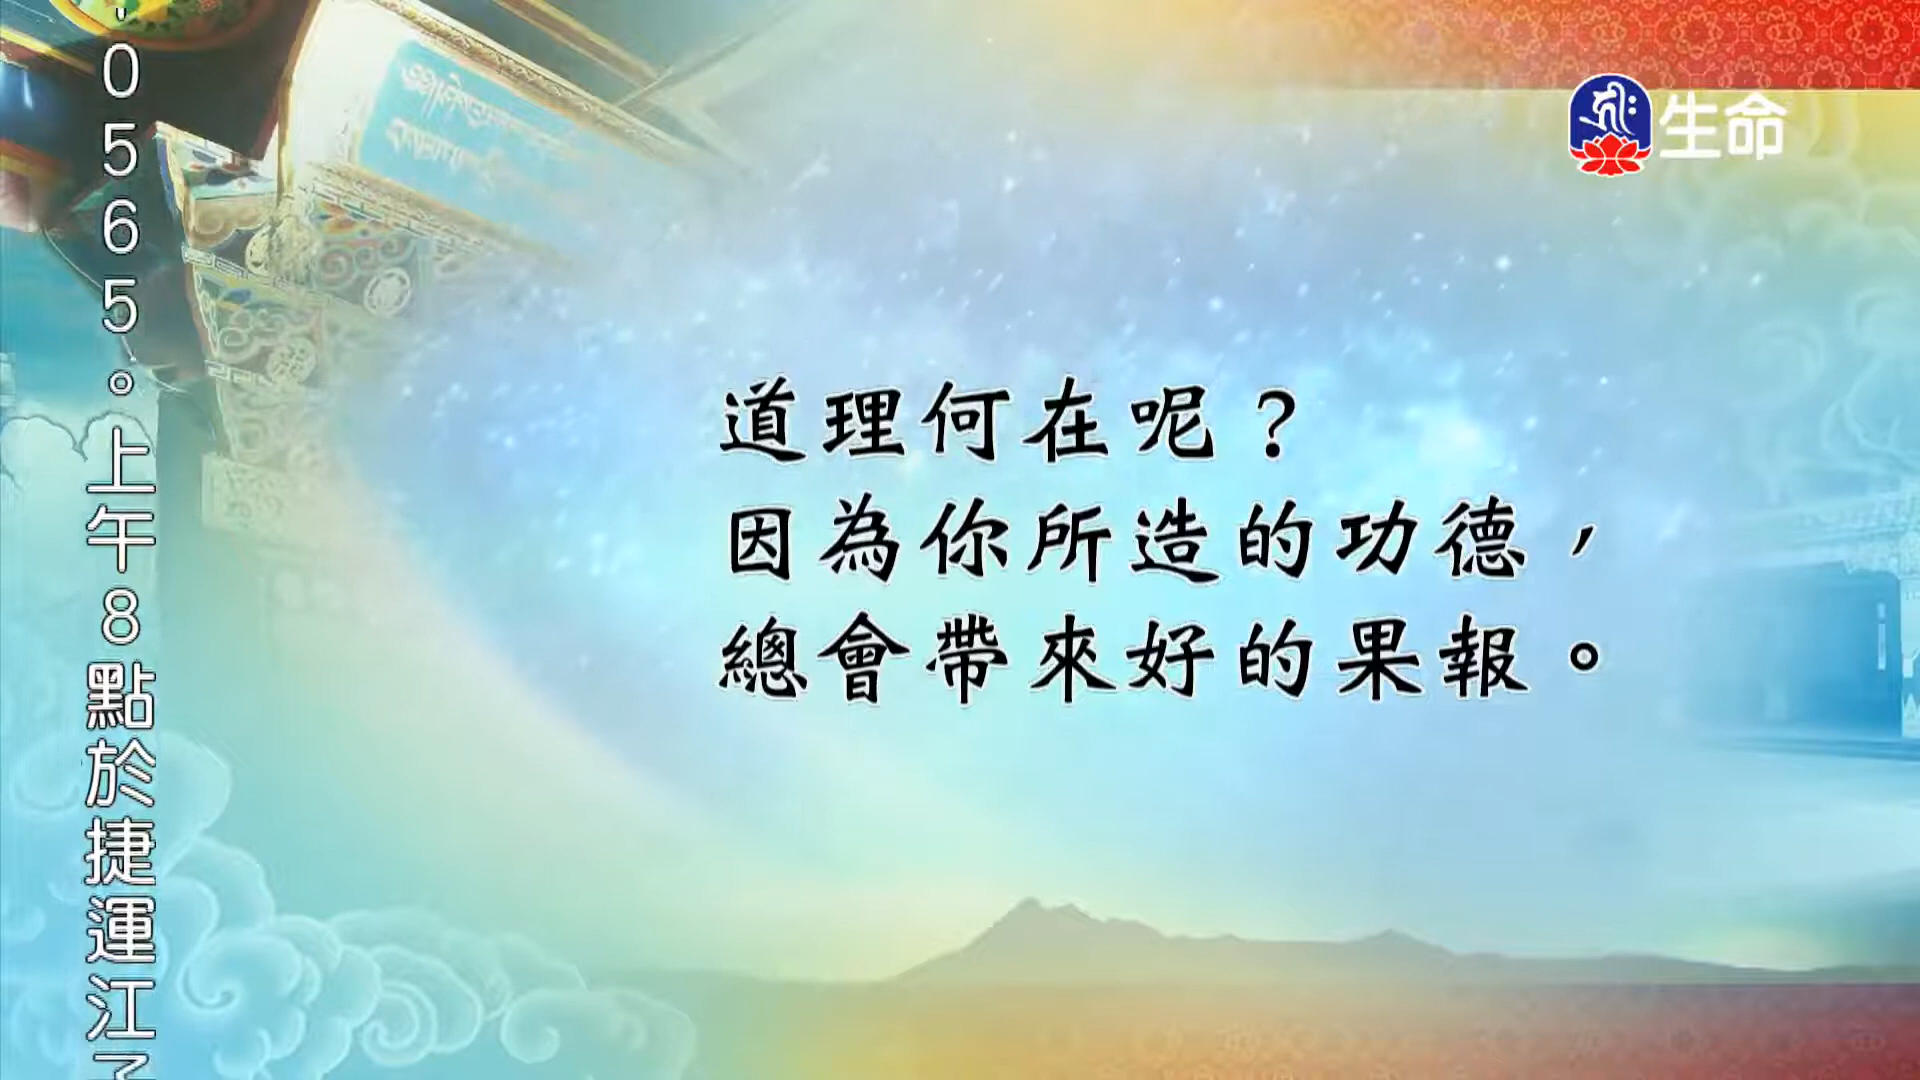 生命
道理何在呢？
因為你所造的功德，
總會帶來好的果報。
0565。上午8點於捷運江子